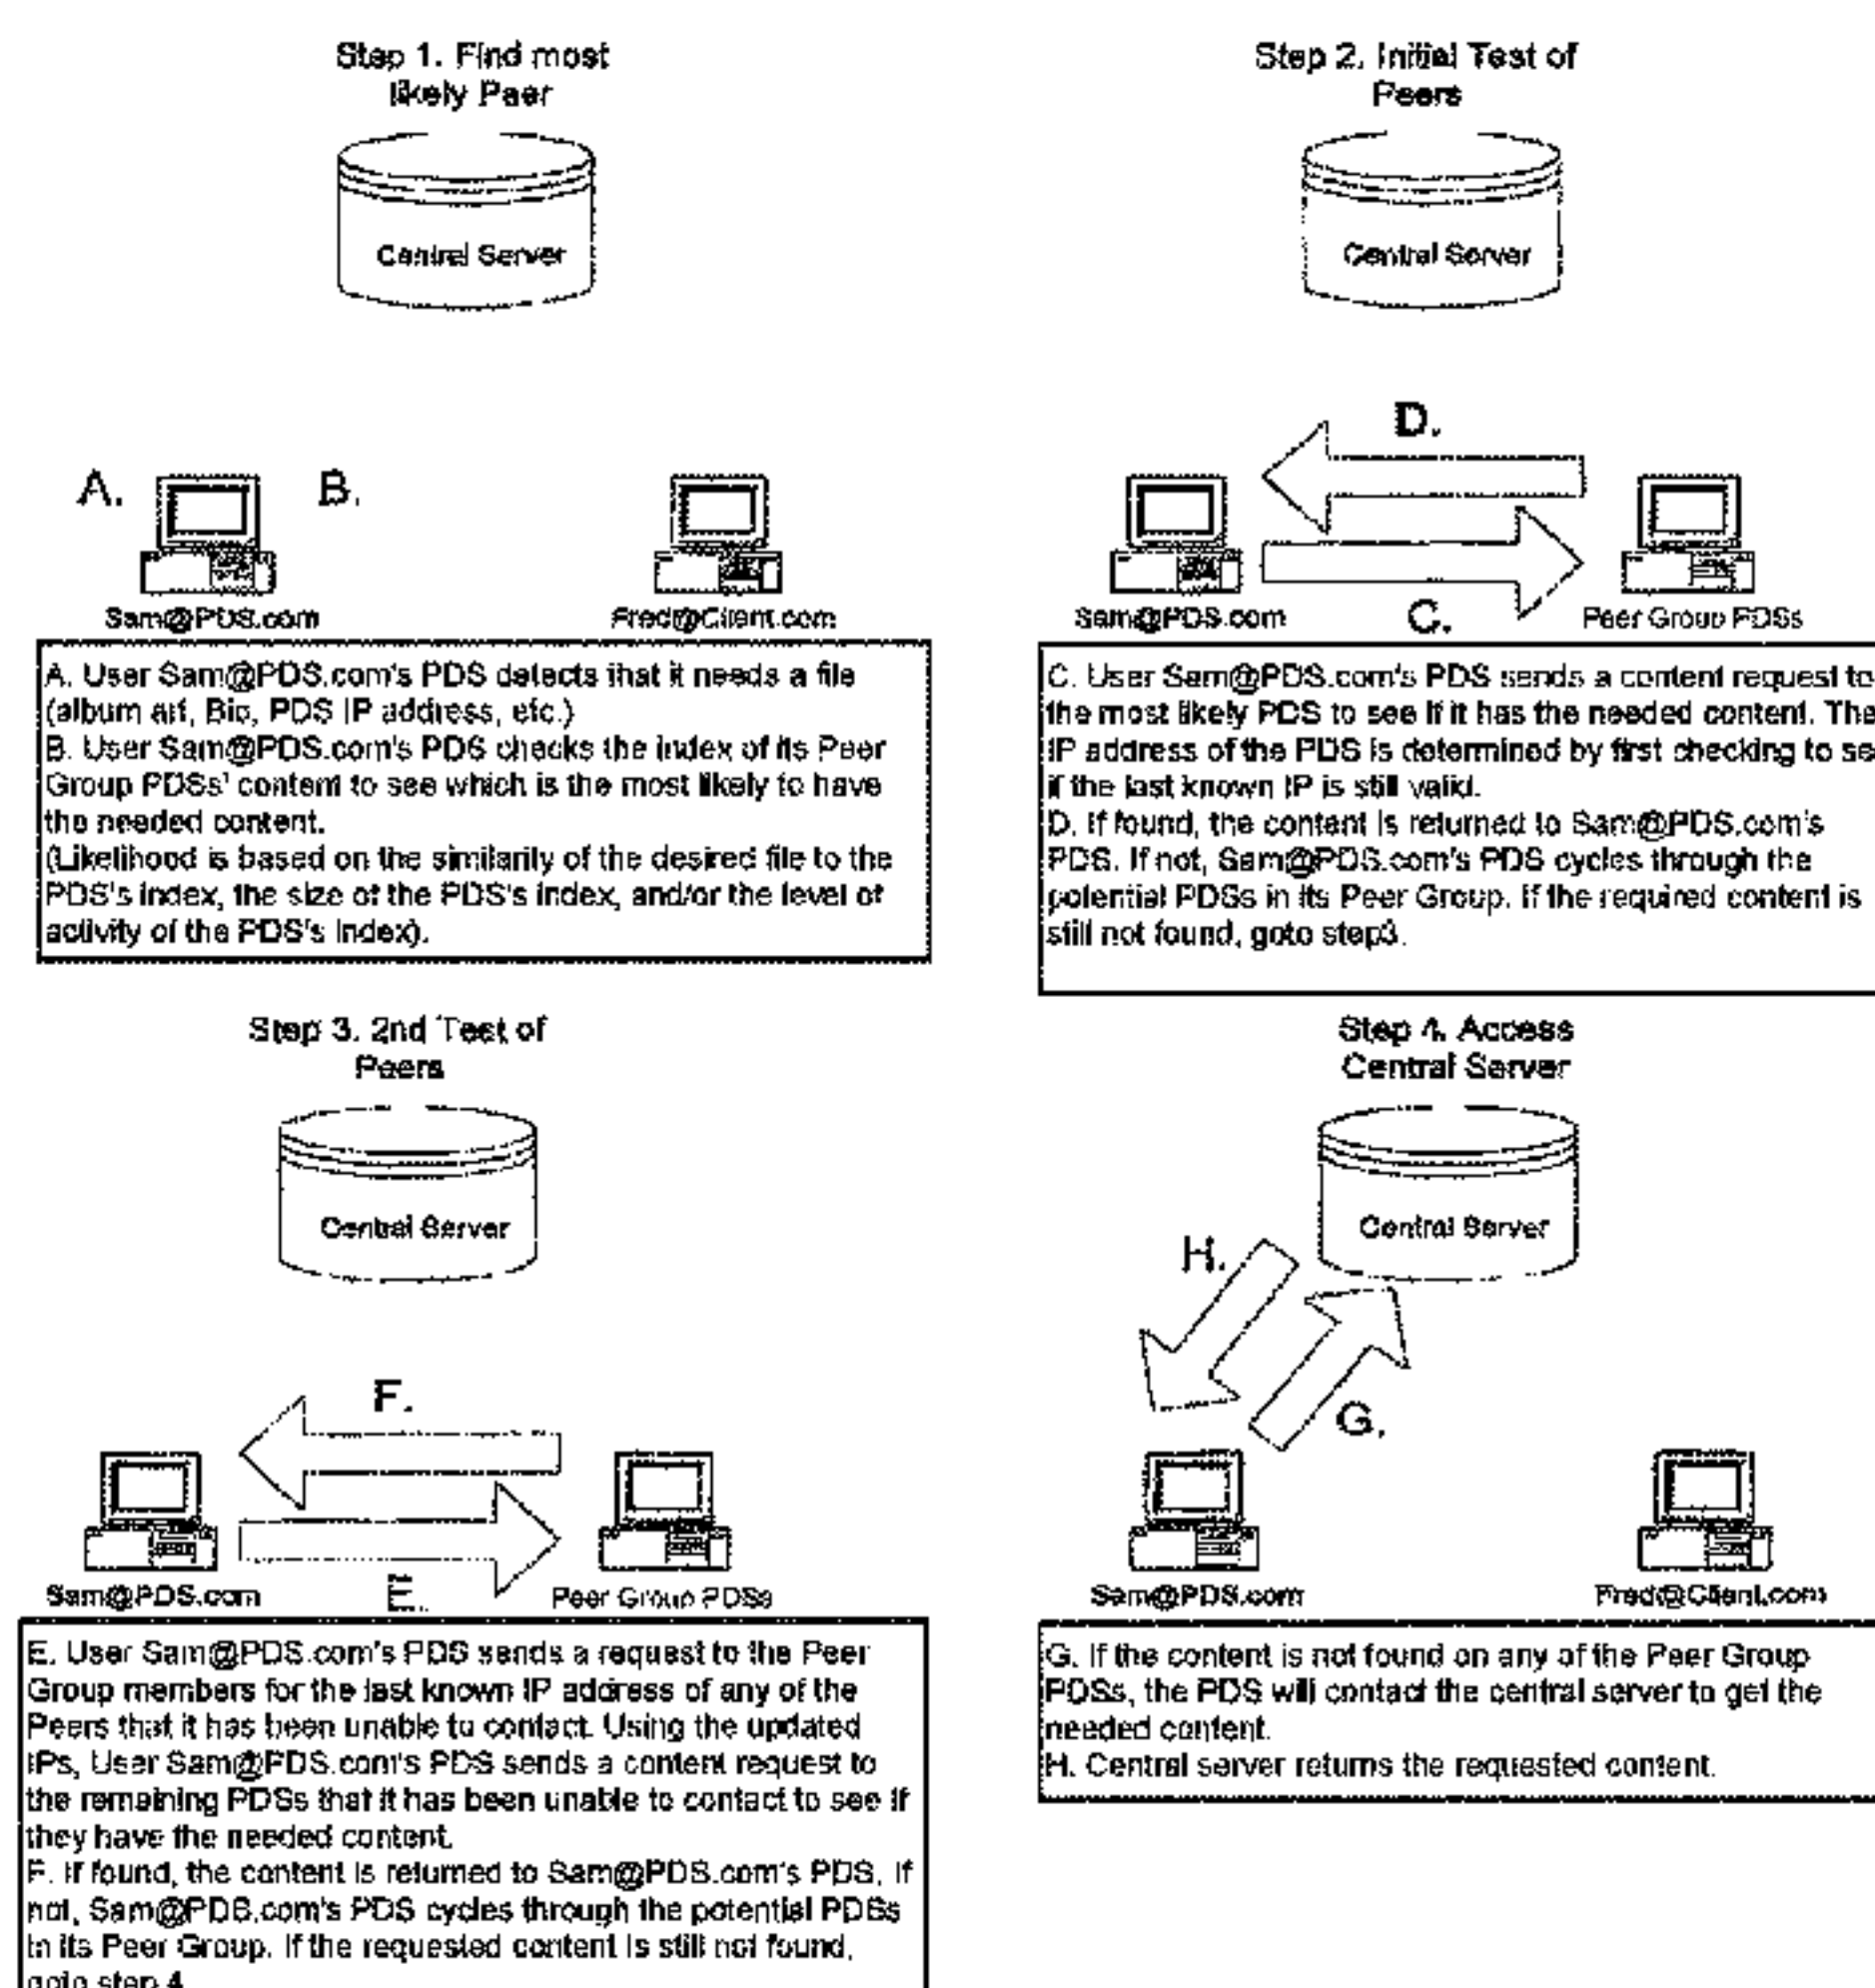 Step 1. Find most
likely Peer
Central Server
A.
B.
Sam@PDS.com
Fred@Client.com
A. User Sam@PDS.com's PDS detects that it needs a file
(album art, Bio, PDS IP address, etc.)
B. User Sam@PDS.com's PDS checks the index of its Peer
Group PDSs' content to see which is the most likely to have
the needed content.
(Likelihood is based on the similarity of the desired file to the
PDS's index, the size of the PDS's index, and/or the level of
activity of the PDS's Index).
Step 2. Initial Test of
Peers
Central Server
D.
Sam@PDS.com
C.
Peer Group PDSs
C. User Sam@PDS.com's PDS sends a content request to
the most likely PDS to see if it has the needed content. The
IP address of the PDS is determined by first checking to se
if the last known IP is still valid.
D. If found, the content is returned to Sam@PDS.com's
PDS. If not, Sam@PDS.com's PDS cycles through the
potential PDSs in its Peer Group. If the required content is
still not found, goto step3.
Step 3. 2nd Test of
Peers
Central Server
F.
Sam@PDS.com
E.
Peer Group PDSs
E. User Sam@PDS.com's PDS sends a request to the Peer
Group members for the last known IP address of any of the
Peers that it has been unable to contact. Using the updated
IPs, User Sam@PDS.com's PDS sends a content request to
the remaining PDSs that it has been unable to contact to see if
they have the needed content.
F. If found, the content is returned to Sam@PDS.com's PDS. If
not, Sam@PDS.com's PDS cycles through the potential PDSs
in its Peer Group. If the requested content is still not found,
goto step 4
Step 4. Access
Central Server
Central Server
H.
G.
Sam@PDS.com
Fred@Client.com
G. If the content is not found on any of the Peer Group
PDSs, the PDS will contact the central server to get the
needed content.
H. Central server returns the requested content.